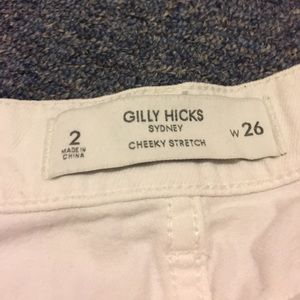 GILLY HICKS
SYDNEY
2
MADE IN
CHINA
CHEEKY STRETCH
W 26